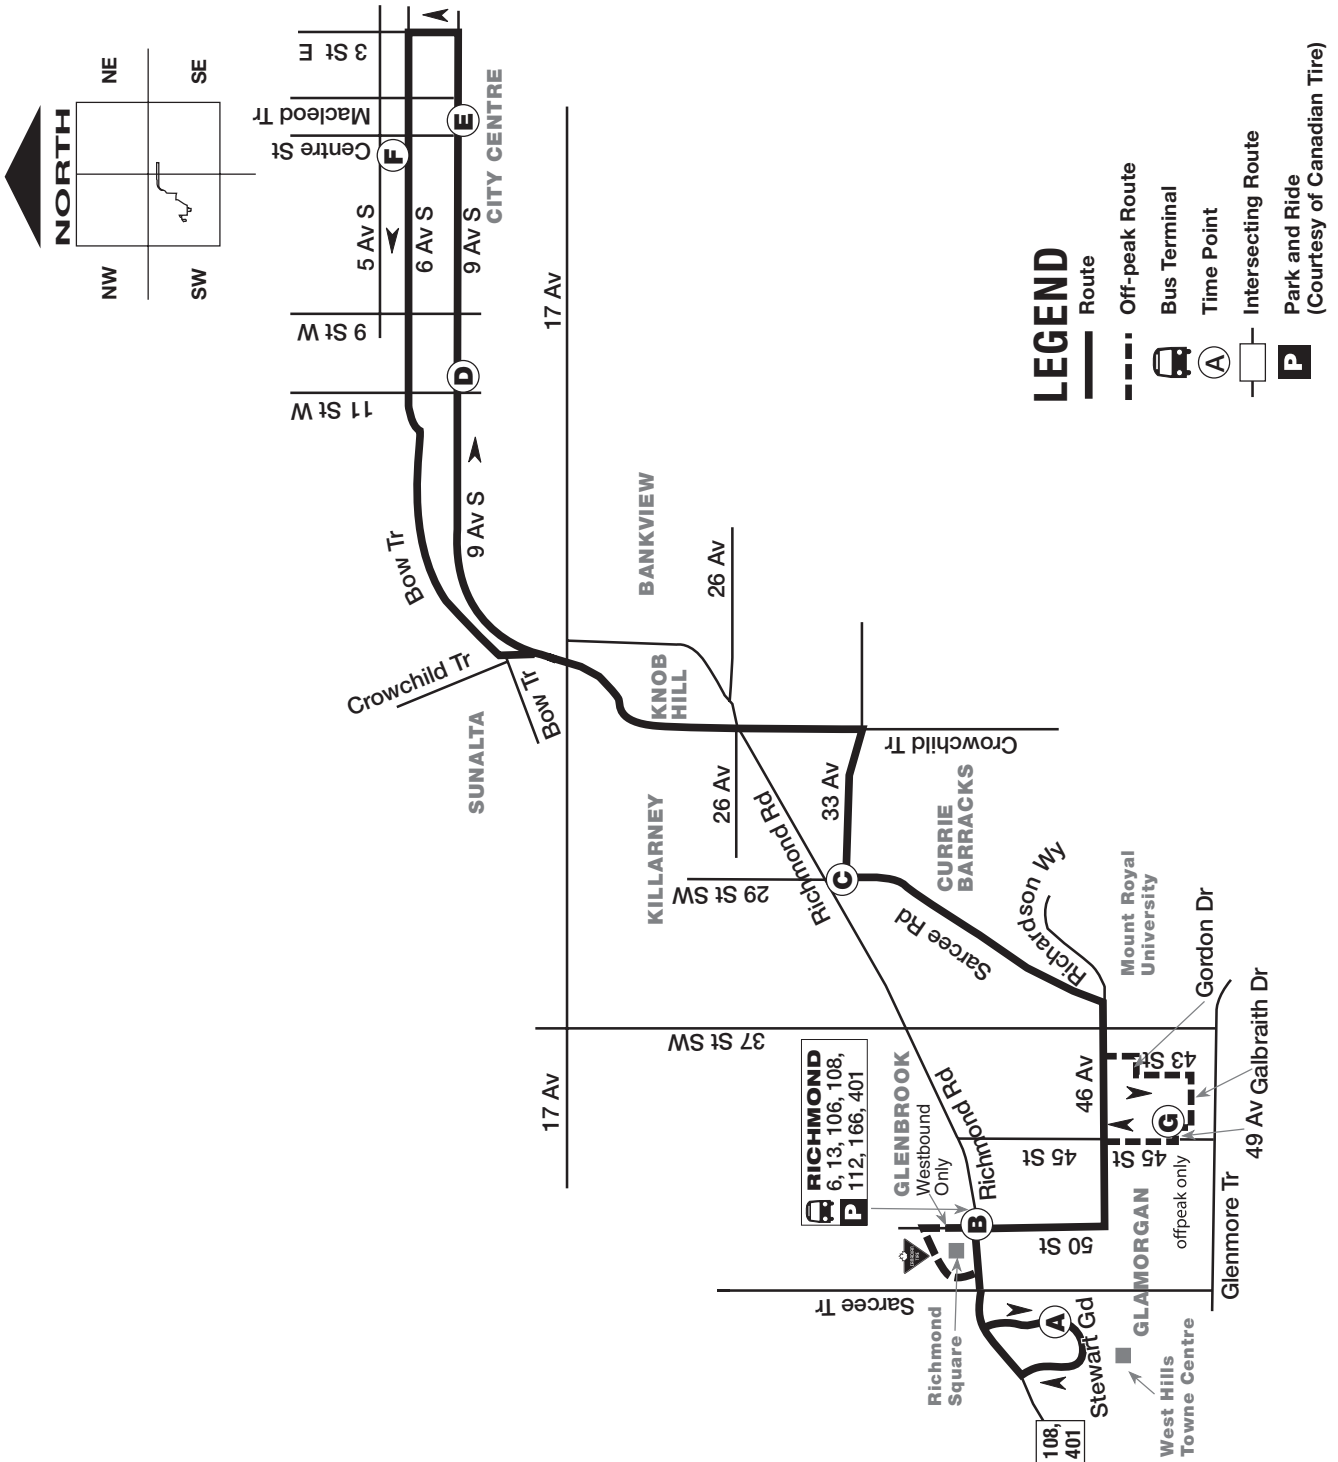 NORTH
NW
NE
SW
SE
3 St E
Macleod Tr
Centre St
9 St W
11 St W
5 Av S
6 Av S
9 Av S
F
E
D
CITY CENTRE
Bow Tr
9 Av S
Crowchild Tr
Bow Tr
SUNALTA
17 Av
17 Av
BANKVIEW
KNOB
HILL
26 Av
26 Av
KILLARNEY
Richmond Rd
33 Av
Crowchild Tr
29 St SW
Richmond Rd
C
CURRIE
BARRACKS
Sarcee Rd
Richardson Wy
Mount Royal
University
37 St SW
RICHMOND
6, 13, 106, 108,
P
112, 166, 401
GLENBROOK
Westbound
Only
Richmond Rd
46 Av
43 St
Gordon Dr
45 St
45 St
G
49 Av
Galbraith Dr
offpeak only
B
50 St
GLAMORGAN
Glenmore Tr
Sarcee Tr
Richmond
Square
A
Stewart Gd
West Hills
Towne Centre
108,
401
LEGEND
Route
Off-peak Route
Bus Terminal
A
Time Point
Intersecting Route
P
Park and Ride
(Courtesy of Canadian Tire)